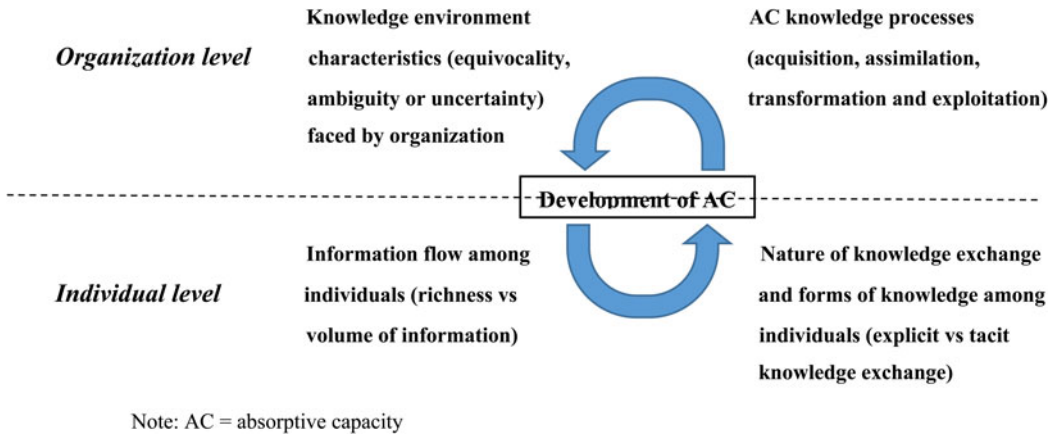 Organization level
Knowledge environment
characteristics (equivocality,
ambiguity or uncertainty)
faced by organization
AC knowledge processes
(acquisition, assimilation,
transformation and exploitation)
Development of AC
Individual level
Information flow among
individuals (richness vs
volume of information)
Nature of knowledge exchange
and forms of knowledge among
individuals (explicit vs tacit
knowledge exchange)
Note: AC = absorptive capacity